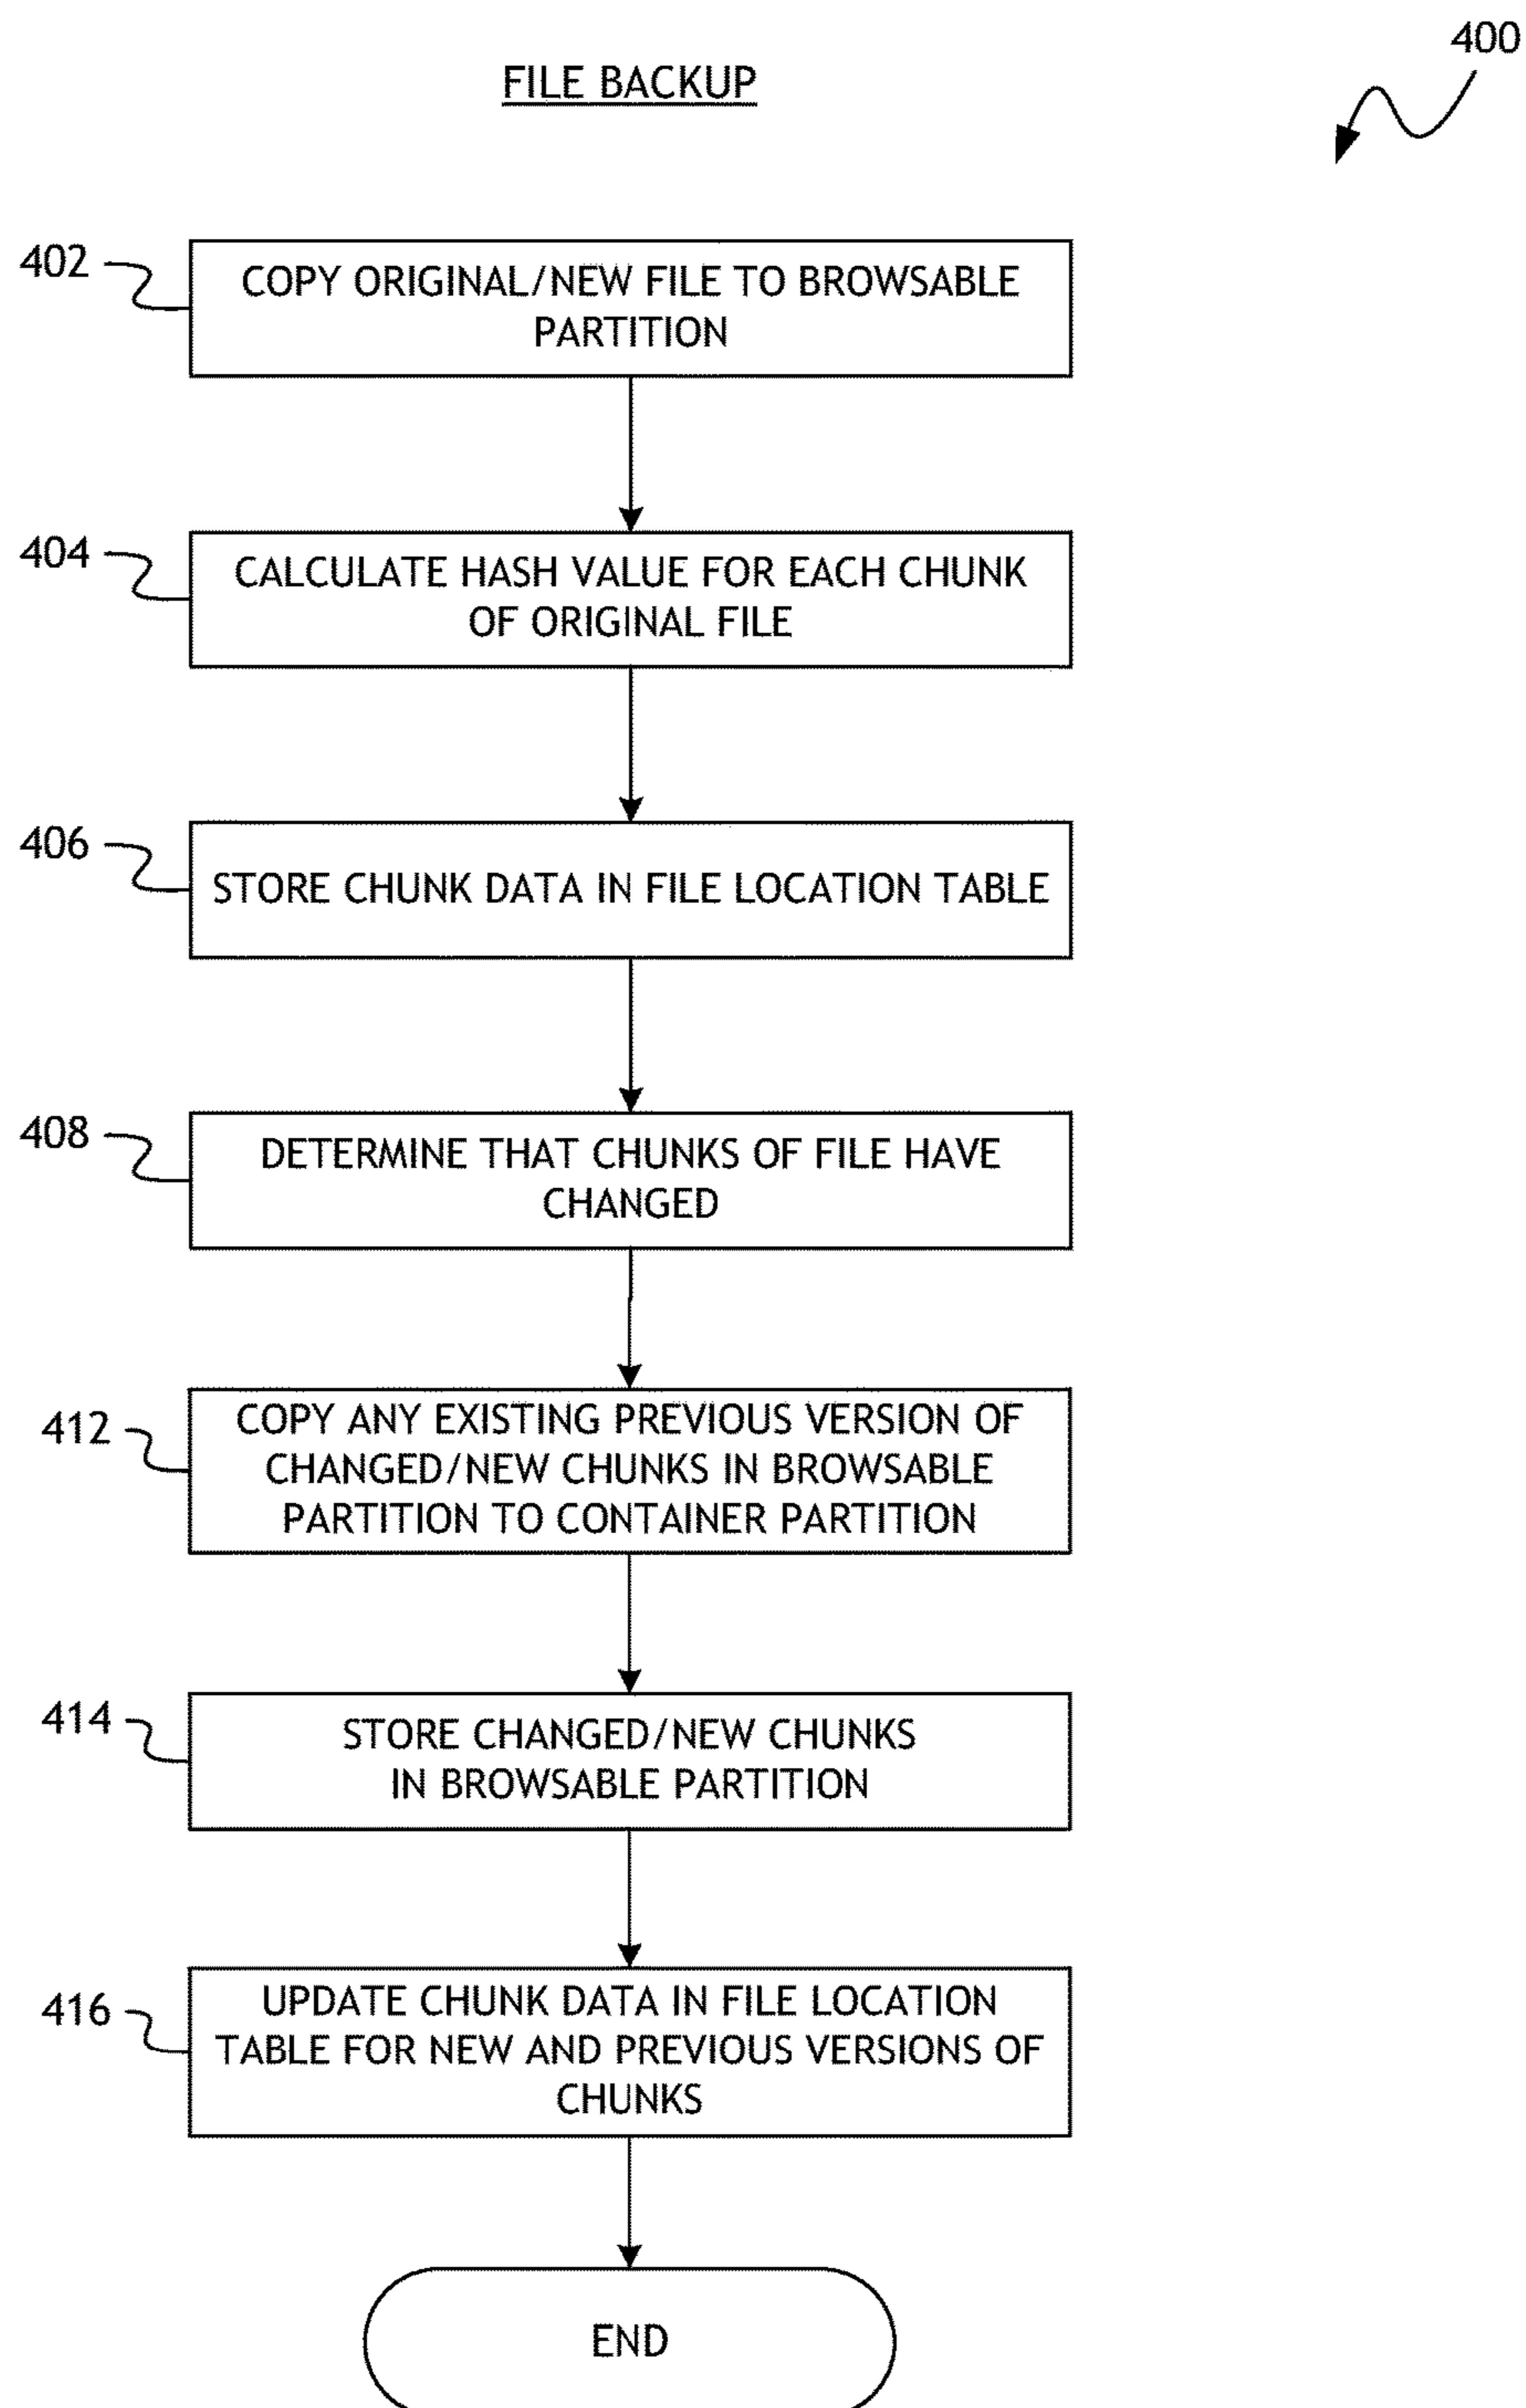 400
FILE BACKUP
402
COPY ORIGINAL/NEW FILE TO BROWSABLE
PARTITION
404
CALCULATE HASH VALUE FOR EACH CHUNK
OF ORIGINAL FILE
406
STORE CHUNK DATA IN FILE LOCATION TABLE
408
DETERMINE THAT CHUNKS OF FILE HAVE
CHANGED
412
COPY ANY EXISTING PREVIOUS VERSION OF
CHANGED/NEW CHUNKS IN BROWSABLE
PARTITION TO CONTAINER PARTITION
414
STORE CHANGED/NEW CHUNKS
IN BROWSABLE PARTITION
416
UPDATE CHUNK DATA IN FILE LOCATION
TABLE FOR NEW AND PREVIOUS VERSIONS OF
CHUNKS
END